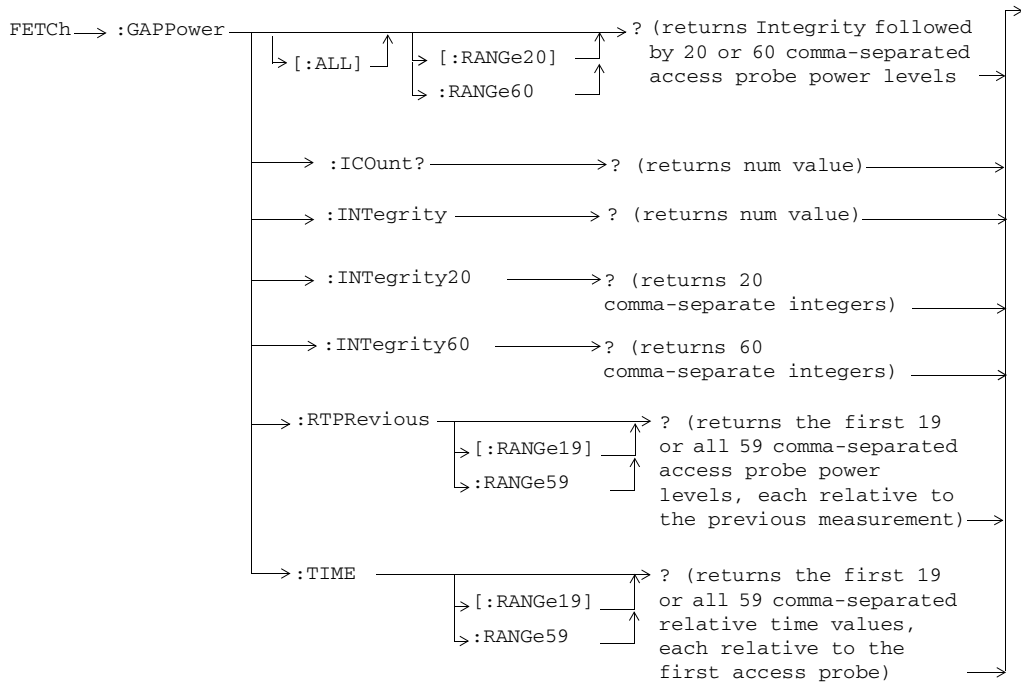 FETCh :GAPPower ? (returns Integrity followed
[:ALL] [:RANGe20] by 20 or 60 comma-separated
:RANGe60 access probe power levels
:ICOunt? ? (returns num value)
:INTegrity ? (returns num value)
:INTegrity20 ? (returns 20
comma-separate integers)
:INTegrity60 ? (returns 60
comma-separate integers)
:RTPRevious ? (returns the first 19
[:RANGe19] or all 59 comma-separated
:RANGe59 access probe power
levels, each relative to
the previous measurement)
:TIME ? (returns the first 19
[:RANGe19] or all 59 comma-separated
:RANGe59 relative time values,
each relative to the
first access probe)